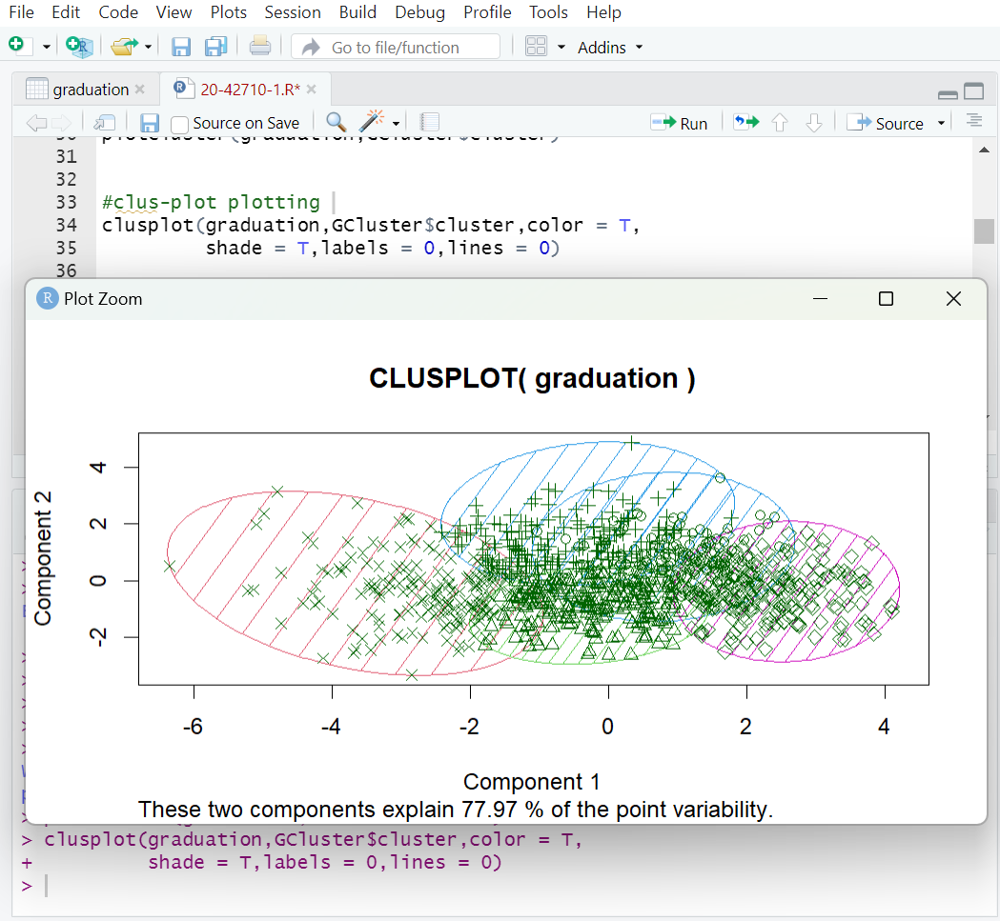 File Edit Code View Plots Session Build Debug Profile Tools Help
Go to file/function Addins
graduation 20-42710-1.R*
Source on Save Run Source
31
32
33 #clus-plot plotting
34 clusplot(graduation,GCluster$cluster,color = T,
35 shade = T,labels = 0,lines = 0)
36
R Plot Zoom
CLUSPLOT( graduation )
Component 2
4
2
0
-2
-6 -4 -2 0 2 4
Component 1
These two components explain 77.97 % of the point variability.
> clusplot(graduation,GCluster$cluster,color = T,
+ shade = T,labels = 0,lines = 0)
>